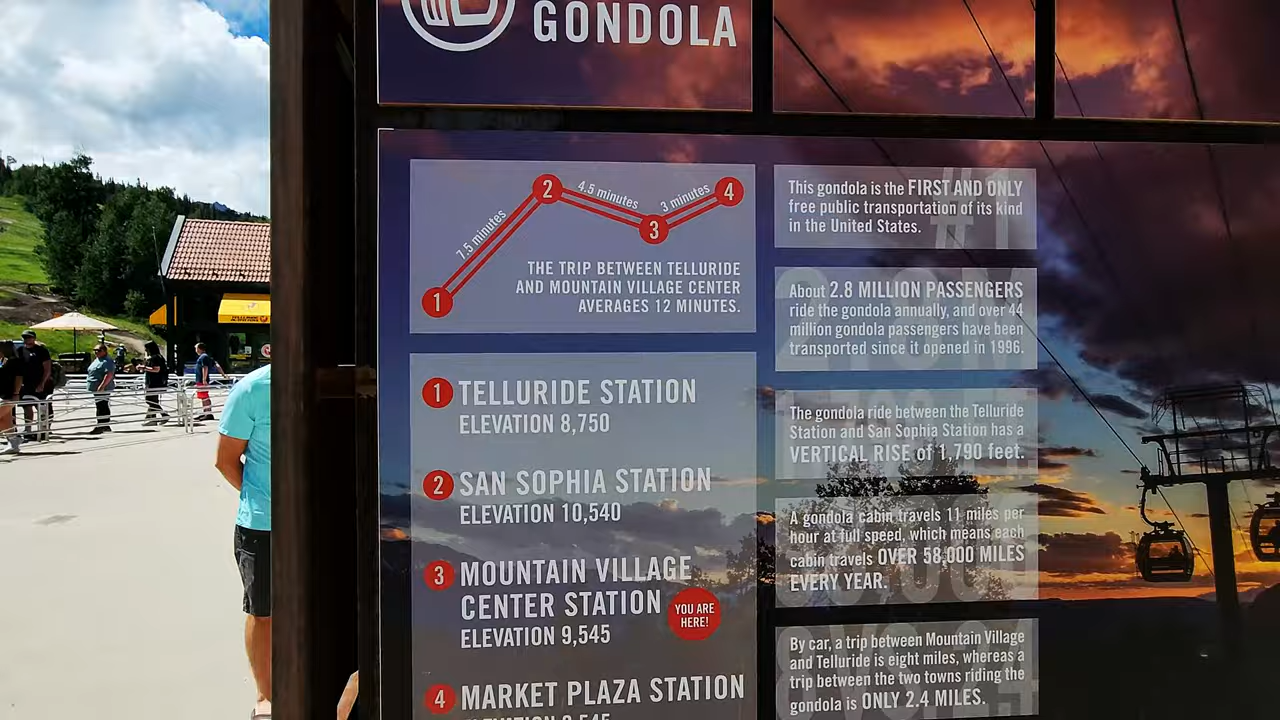 GONDOLA
1
2
3
4
7.5 minutes
4.5 minutes
3 minutes
THE TRIP BETWEEN TELLURIDE
AND MOUNTAIN VILLAGE CENTER
AVERAGES 12 MINUTES.
1 TELLURIDE STATION
ELEVATION 8,750
2 SAN SOPHIA STATION
ELEVATION 10,540
3 MOUNTAIN VILLAGE
CENTER STATION
ELEVATION 9,545
YOU ARE
HERE!
4 MARKET PLAZA STATION
#1
This gondola is the FIRST AND ONLY
free public transportation of its kind
in the United States.
About 2.8 MILLION PASSENGERS
ride the gondola annually, and over 44
million gondola passengers have been
transported since it opened in 1996.
The gondola ride between the Telluride
Station and San Sophia Station has a
VERTICAL RISE of 1,790 feet.
A gondola cabin travels 11 miles per
hour at full speed, which means each
cabin travels OVER 58,000 MILES
EVERY YEAR.
By car, a trip between Mountain Village
and Telluride is eight miles, whereas a
trip between the two towns riding the
gondola is ONLY 2.4 MILES.